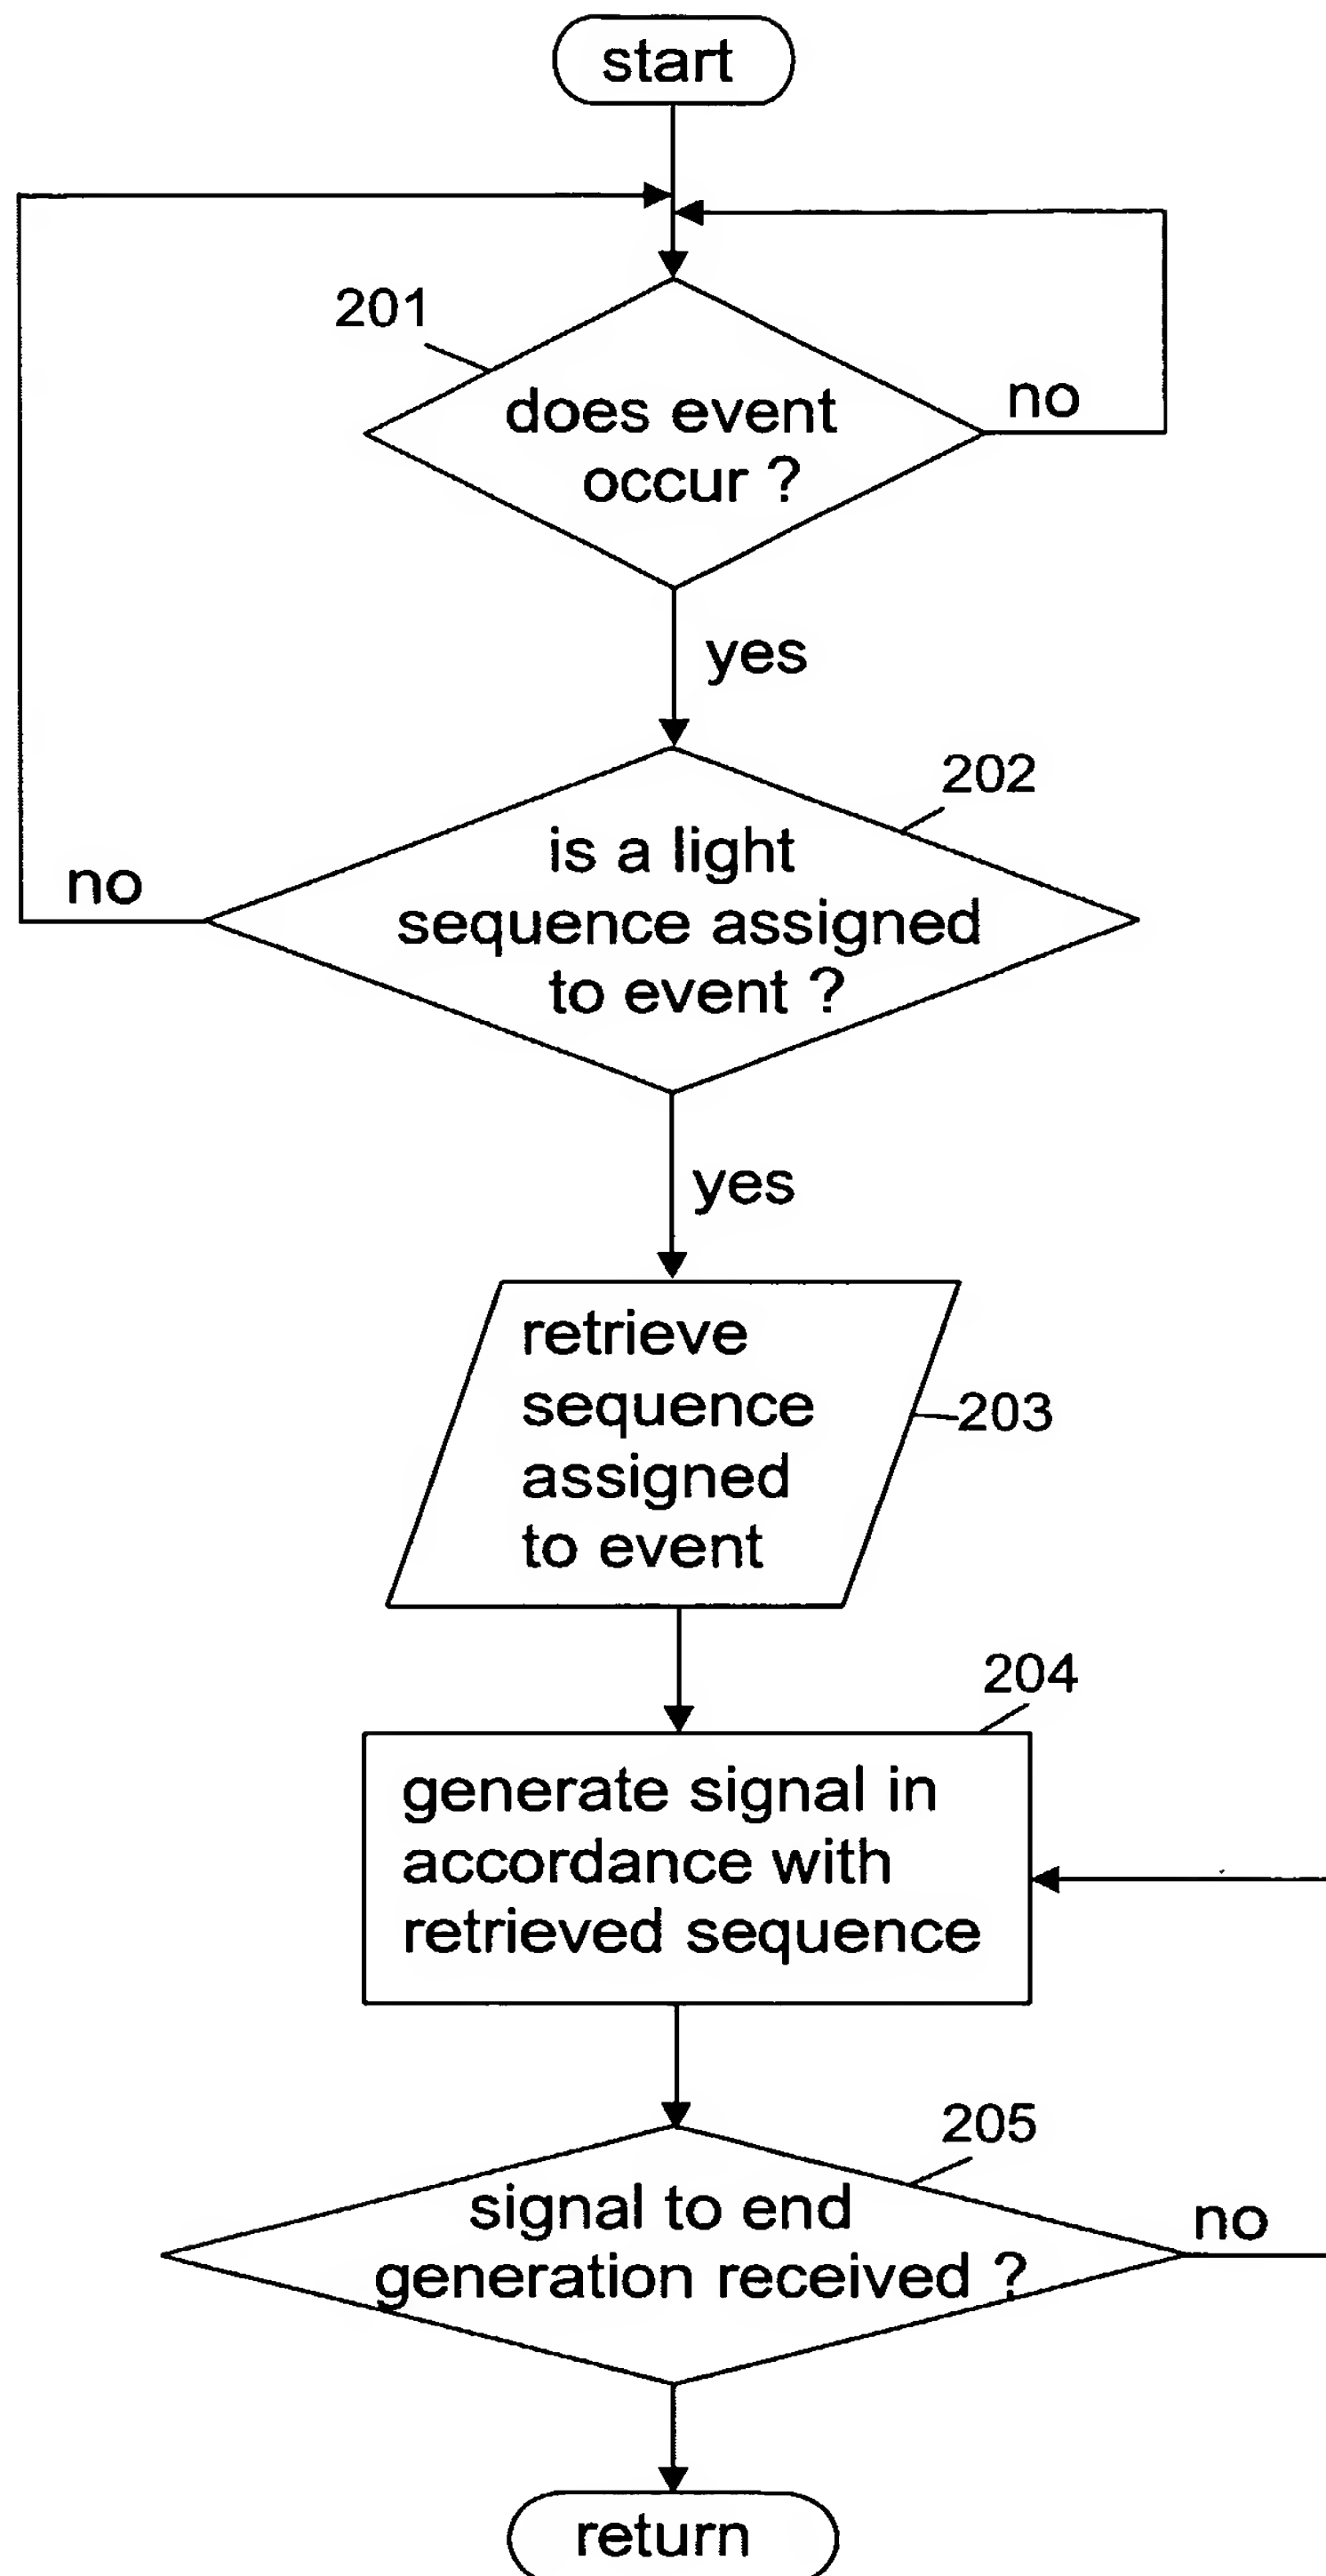 start
201
does event
occur ?
no
yes
202
is a light
sequence assigned
to event ?
no
yes
retrieve
sequence
assigned
to event
203
204
generate signal in
accordance with
retrieved sequence
205
signal to end
generation received ?
no
return